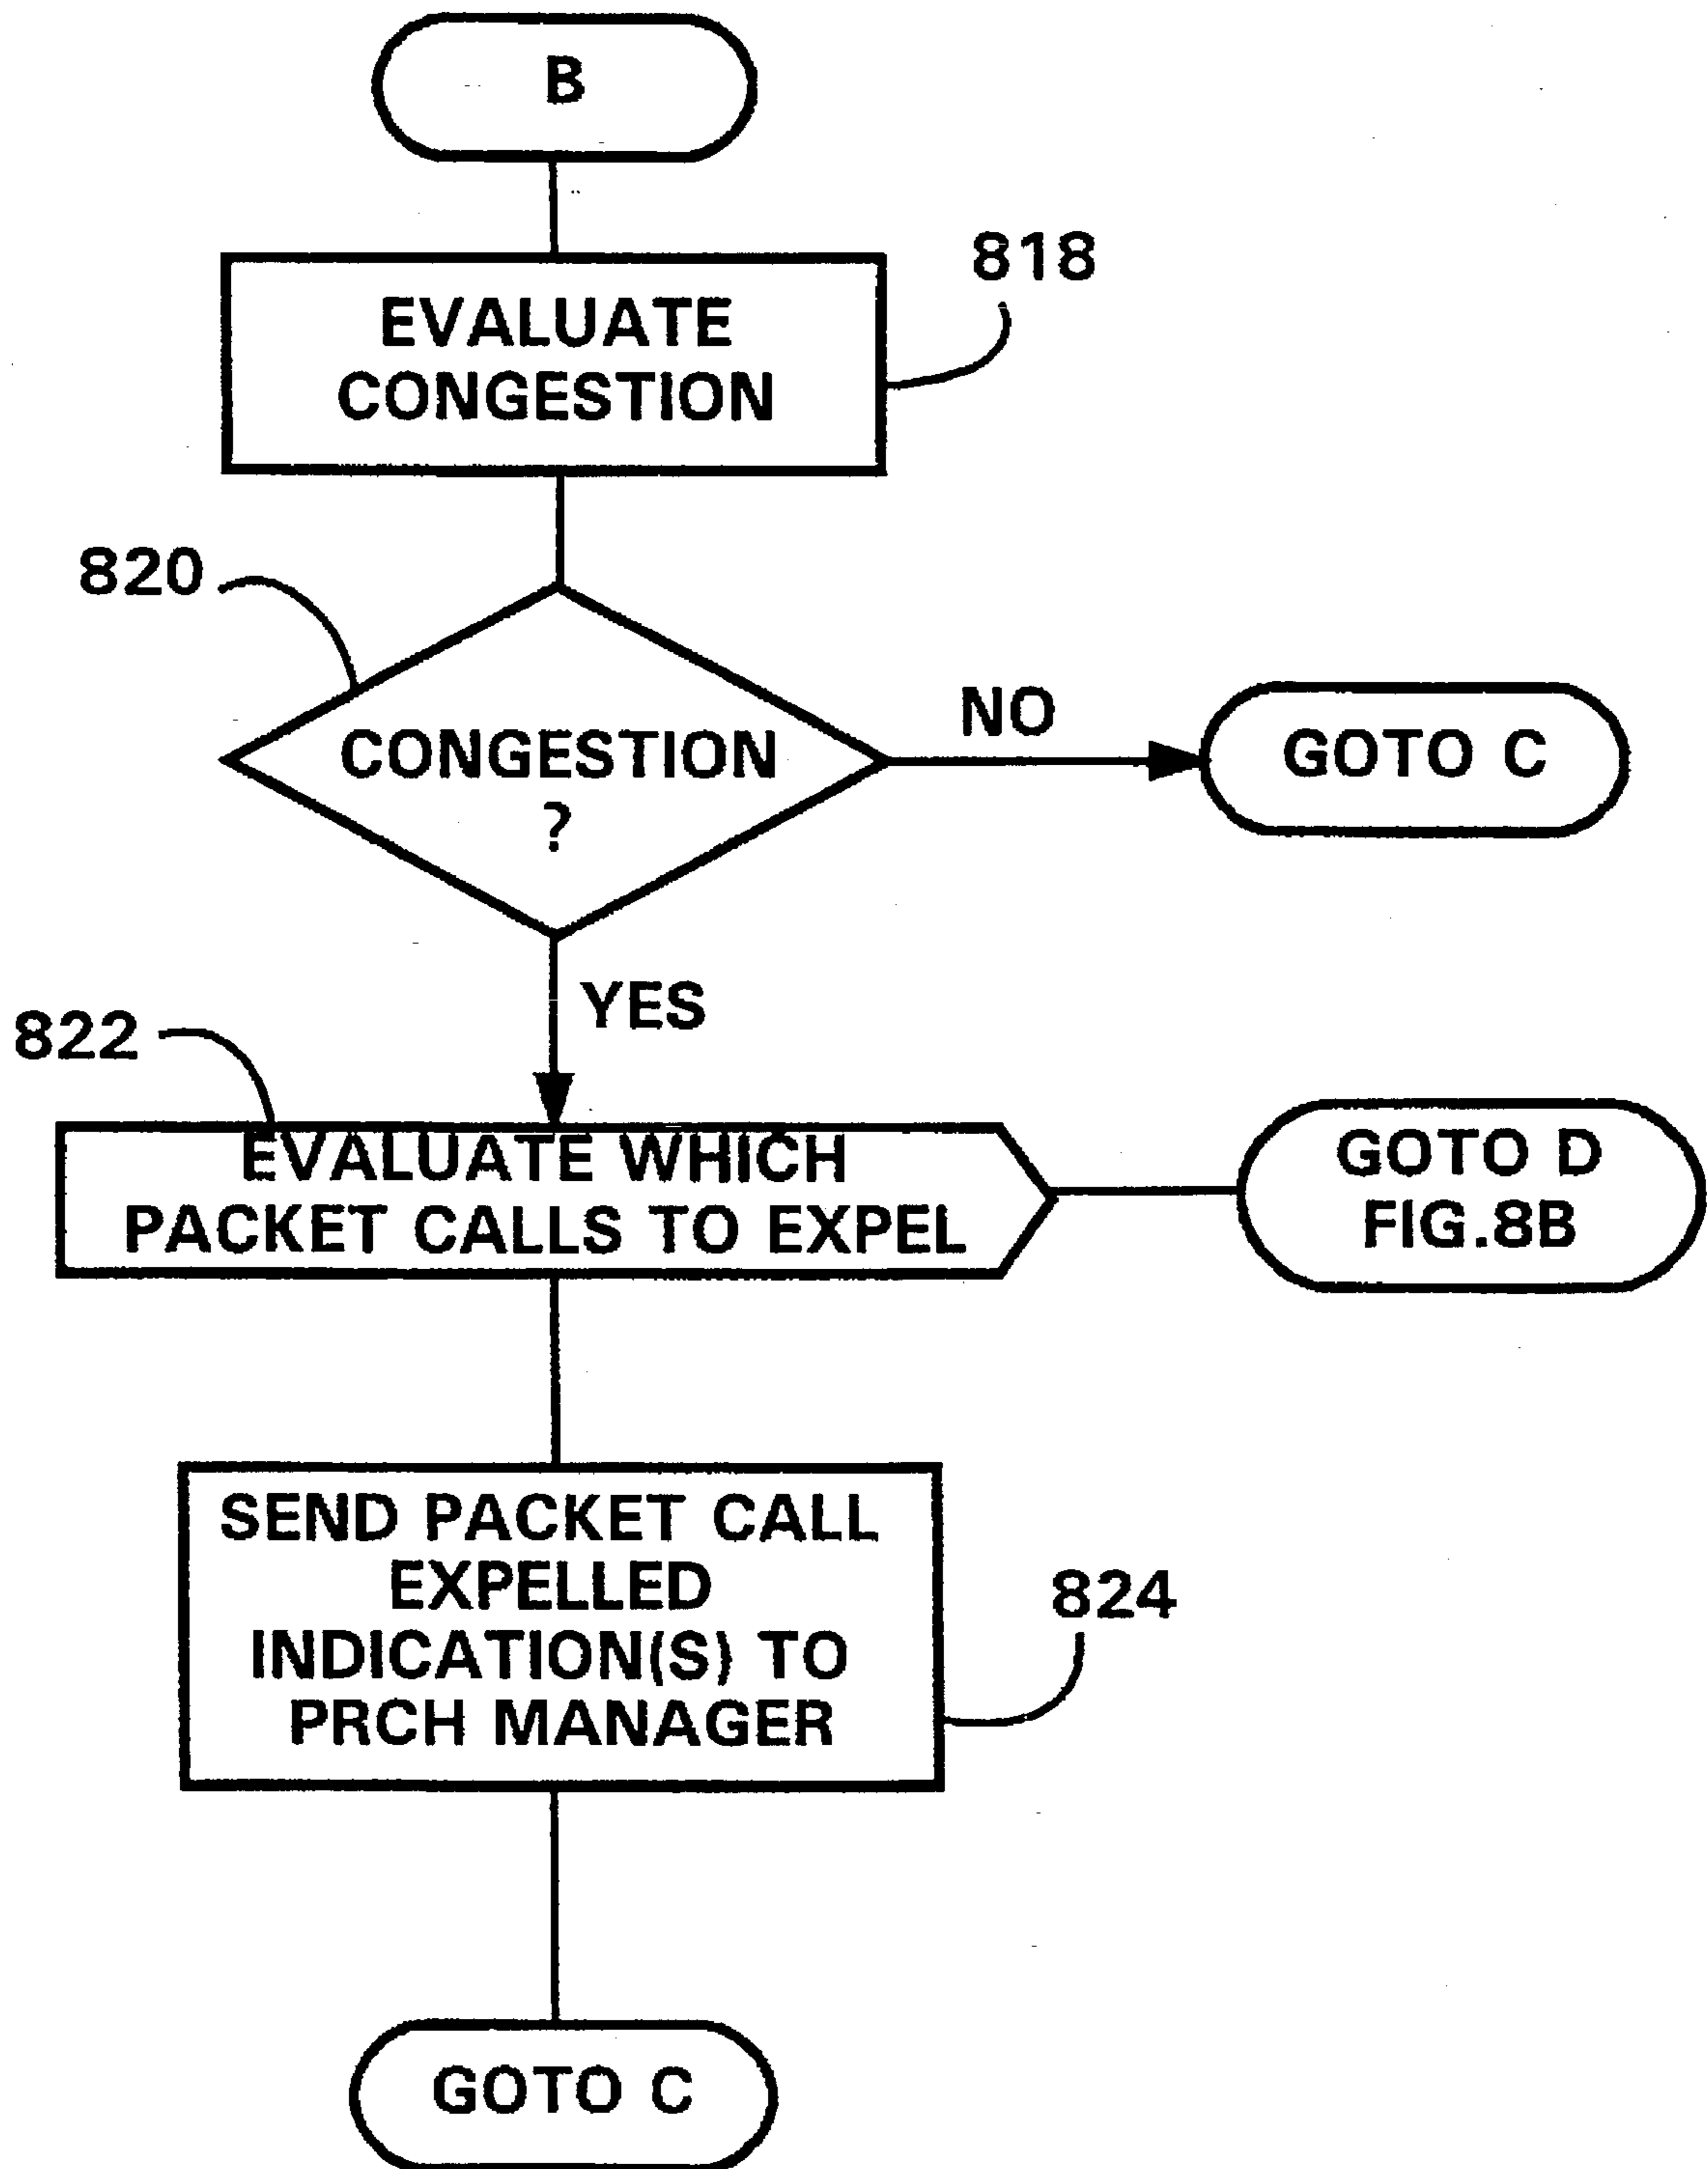 B
818
EVALUATE
CONGESTION
820
CONGESTION
?
NO
GOTO C
YES
822
EVALUATE WHICH
PACKET CALLS TO EXPEL
GOTO D
FIG.8B
SEND PACKET CALL
EXPELLED
INDICATION(S) TO
PRCH MANAGER
824
GOTO C